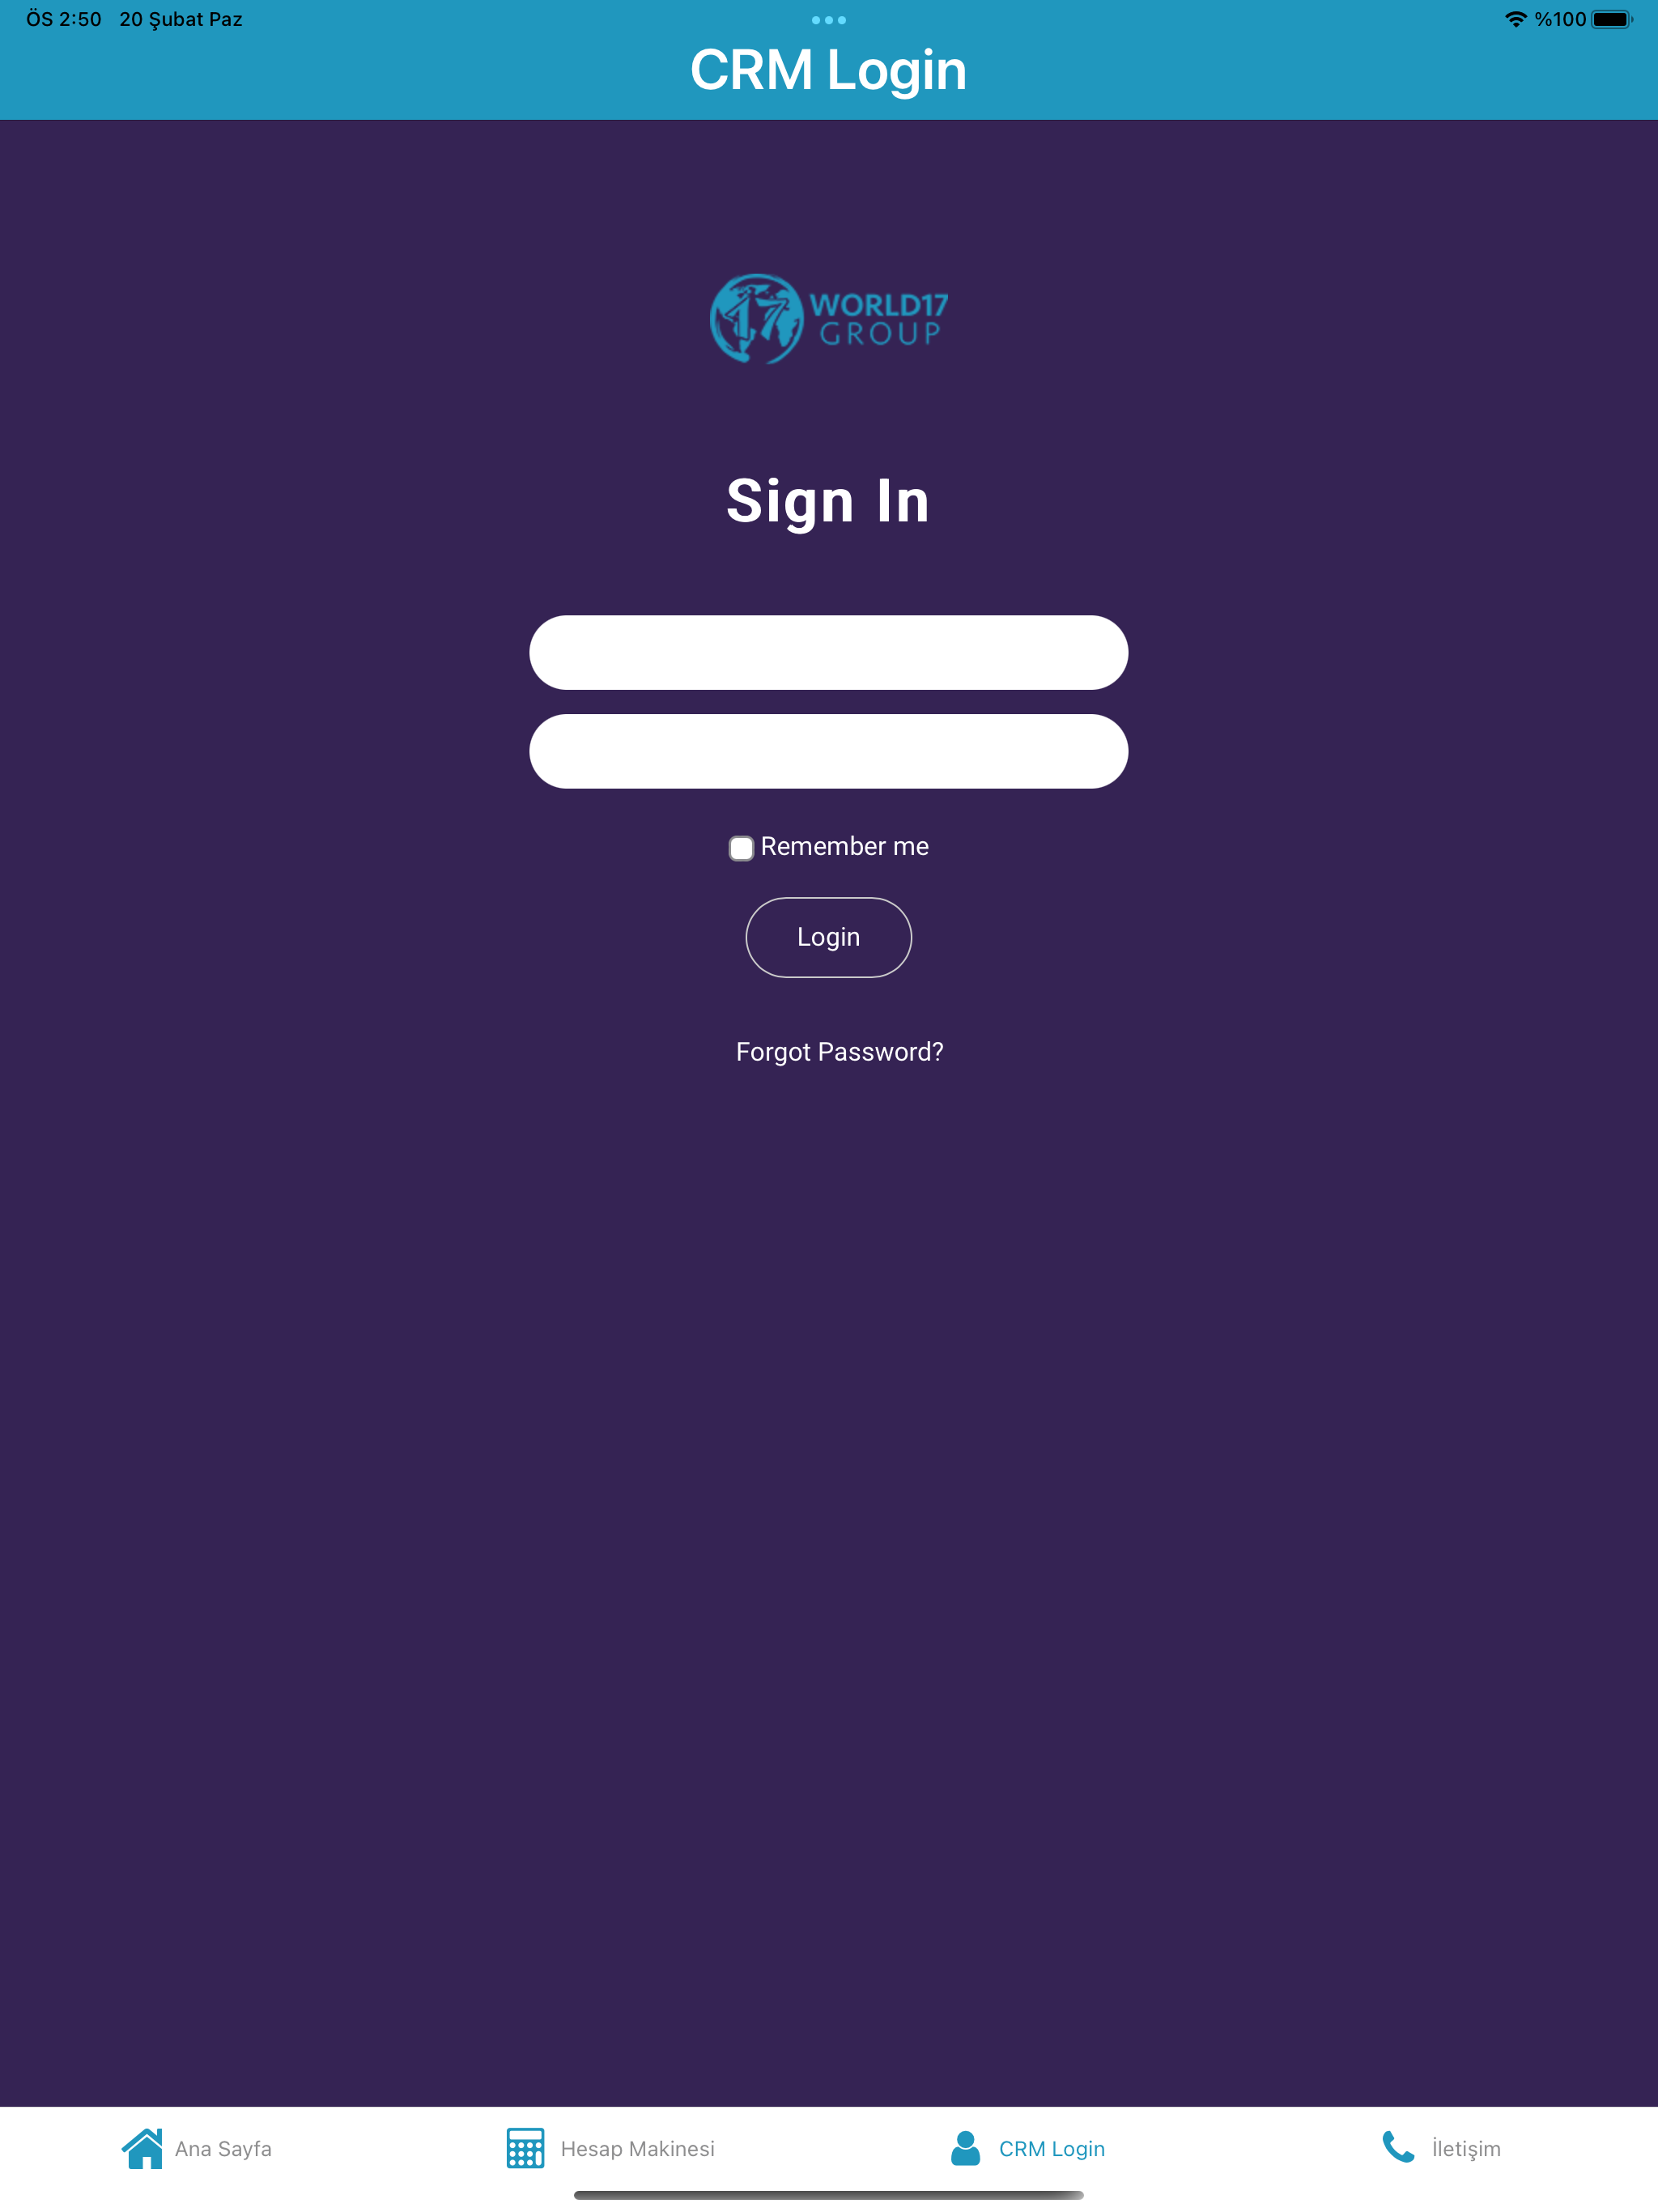 ÖS 2:50 20 Şubat Paz %100
CRM Login
17 WORLD17
GROUP
Sign In
Remember me
Login
Forgot Password?
Ana Sayfa Hesap Makinesi CRM Login İletişim